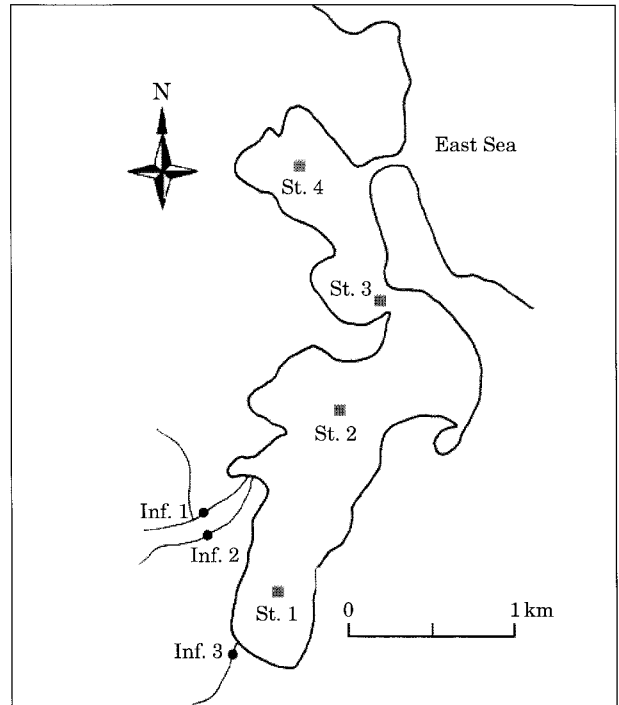 N
East Sea
St. 4
St. 3
St. 2
Inf. 1
Inf. 2
St. 1
0 1 km
Inf. 3